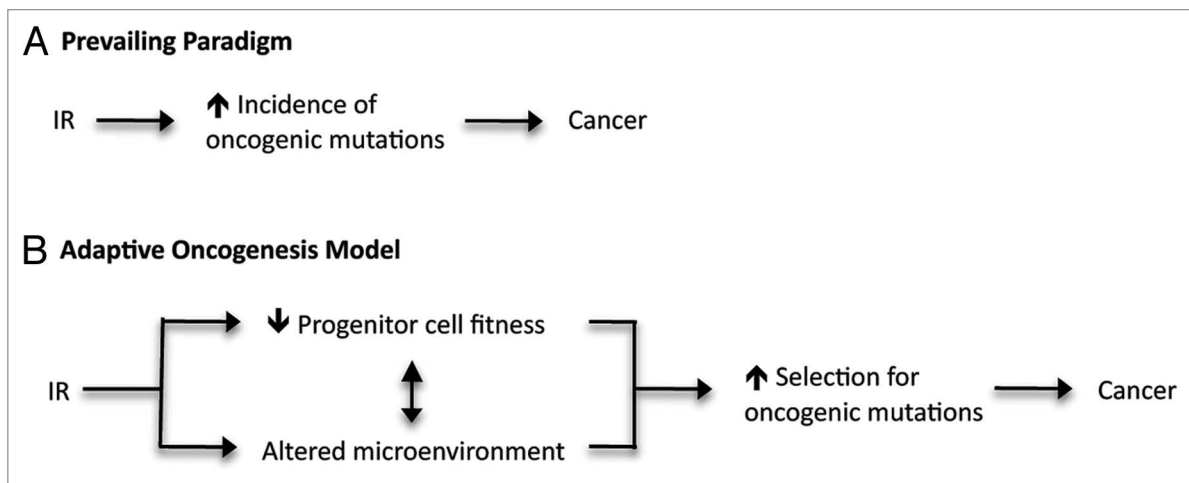 A Prevailing Paradigm
IR
↑ Incidence of
oncogenic mutations
Cancer
B Adaptive Oncogenesis Model
↓ Progenitor cell fitness
IR
↑ Selection for
oncogenic mutations
Cancer
Altered microenvironment